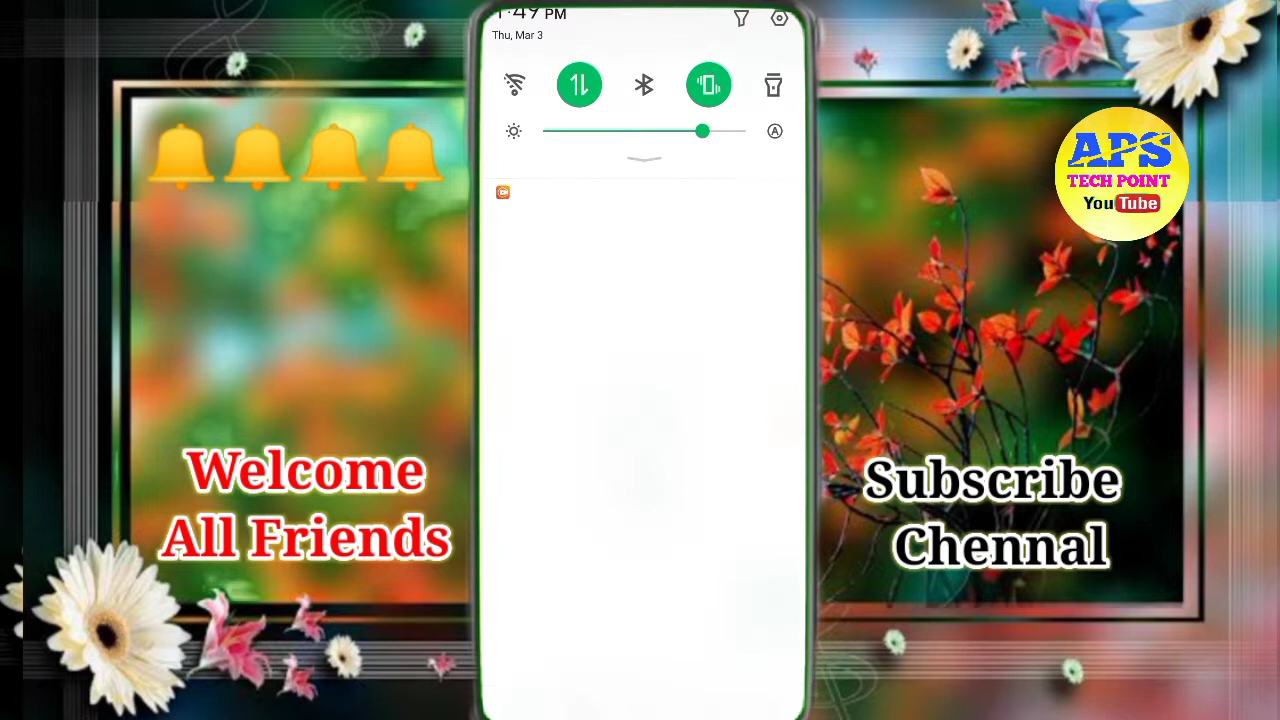 1:49 PM
Thu, Mar 3
A
APS
TECH POINT
YouTube
Welcome
All Friends
Subscribe
Chennal